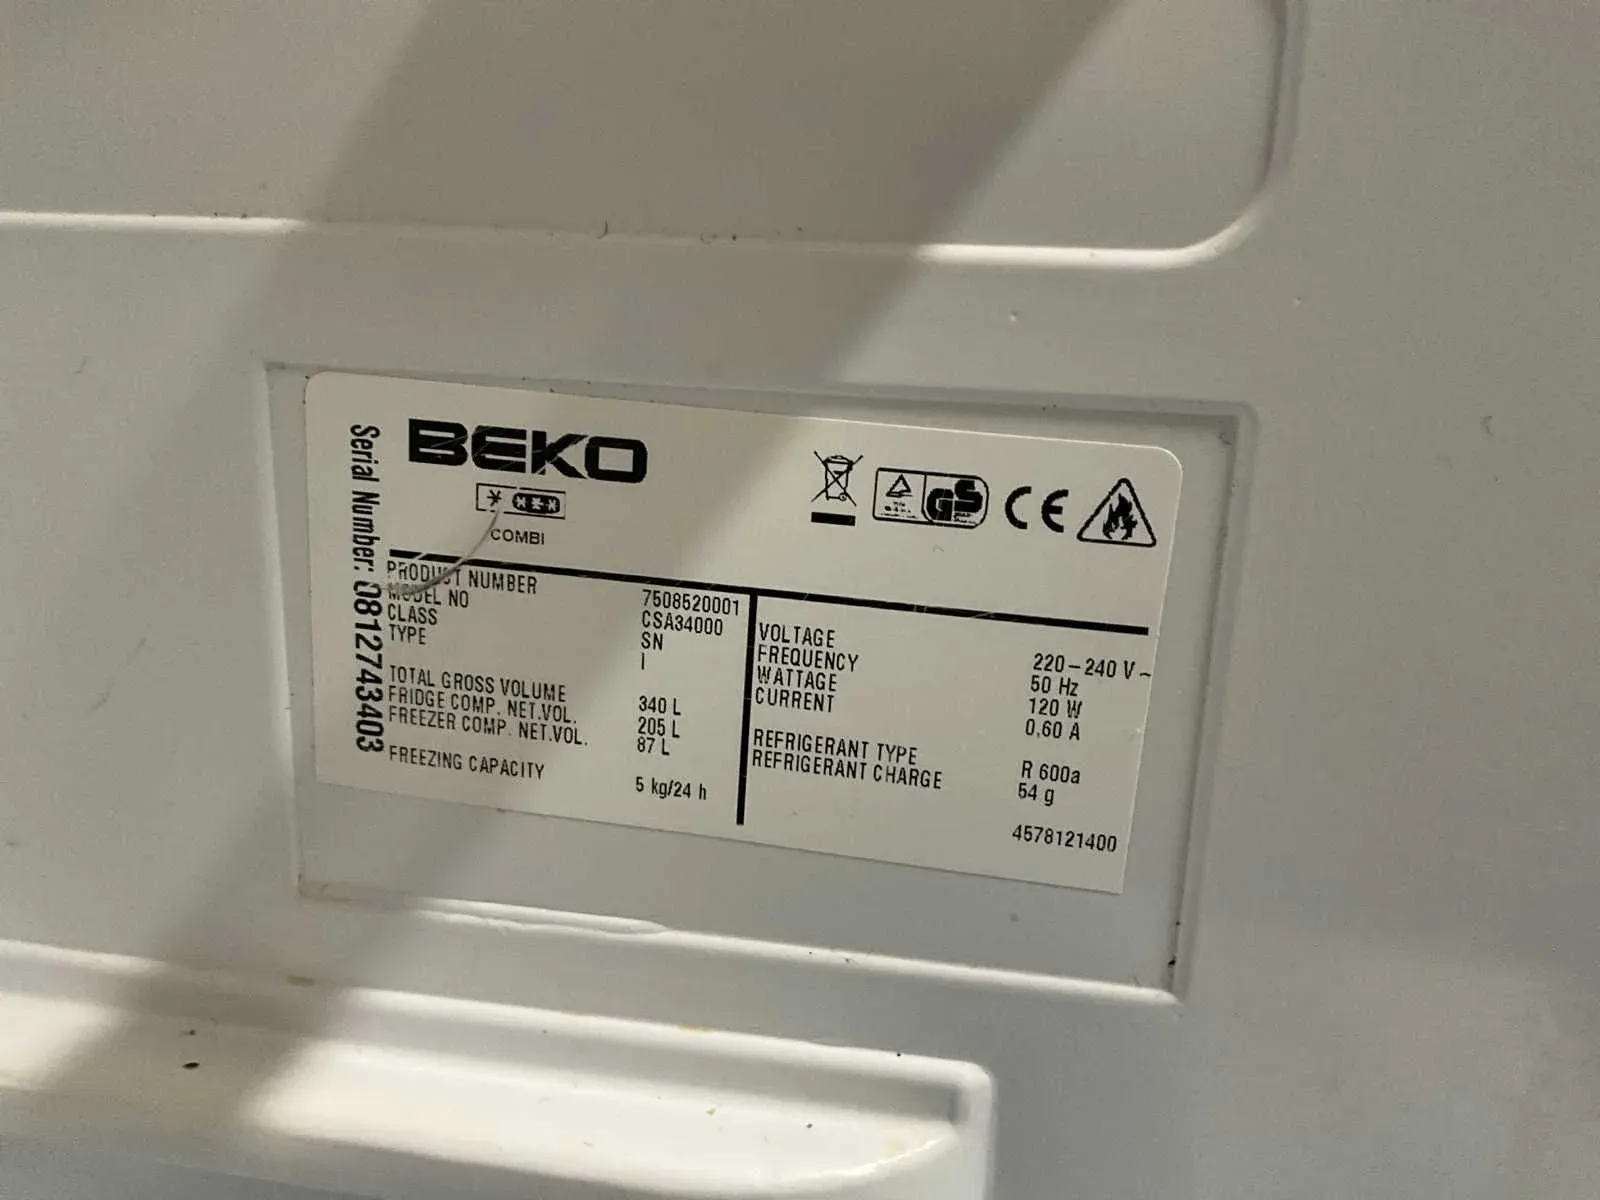 BEKO
COMBI
Serial Number: 0812743403
PRODUCT NUMBER 7508520001
MODEL NO CSA34000
CLASS SN
TYPE I
TOTAL GROSS VOLUME 340 L
FRIDGE COMP. NET.VOL. 205 L
FREEZER COMP. NET.VOL. 87 L
FREEZING CAPACITY 5 kg/24 h
GS
CE
VOLTAGE 220–240 V ~
FREQUENCY 50 Hz
WATTAGE 120 W
CURRENT 0,60 A
REFRIGERANT TYPE R 600a
REFRIGERANT CHARGE 54 g
4578121400